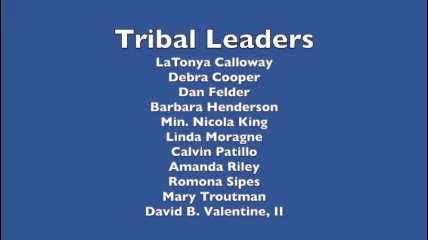 Tribal Leaders
LaTonya Calloway
Debra Cooper
Dan Felder
Barbara Henderson
Min. Nicola King
Linda Moragne
Calvin Patillo
Amanda Riley
Romona Sipes
Mary Troutman
David B. Valentine, II